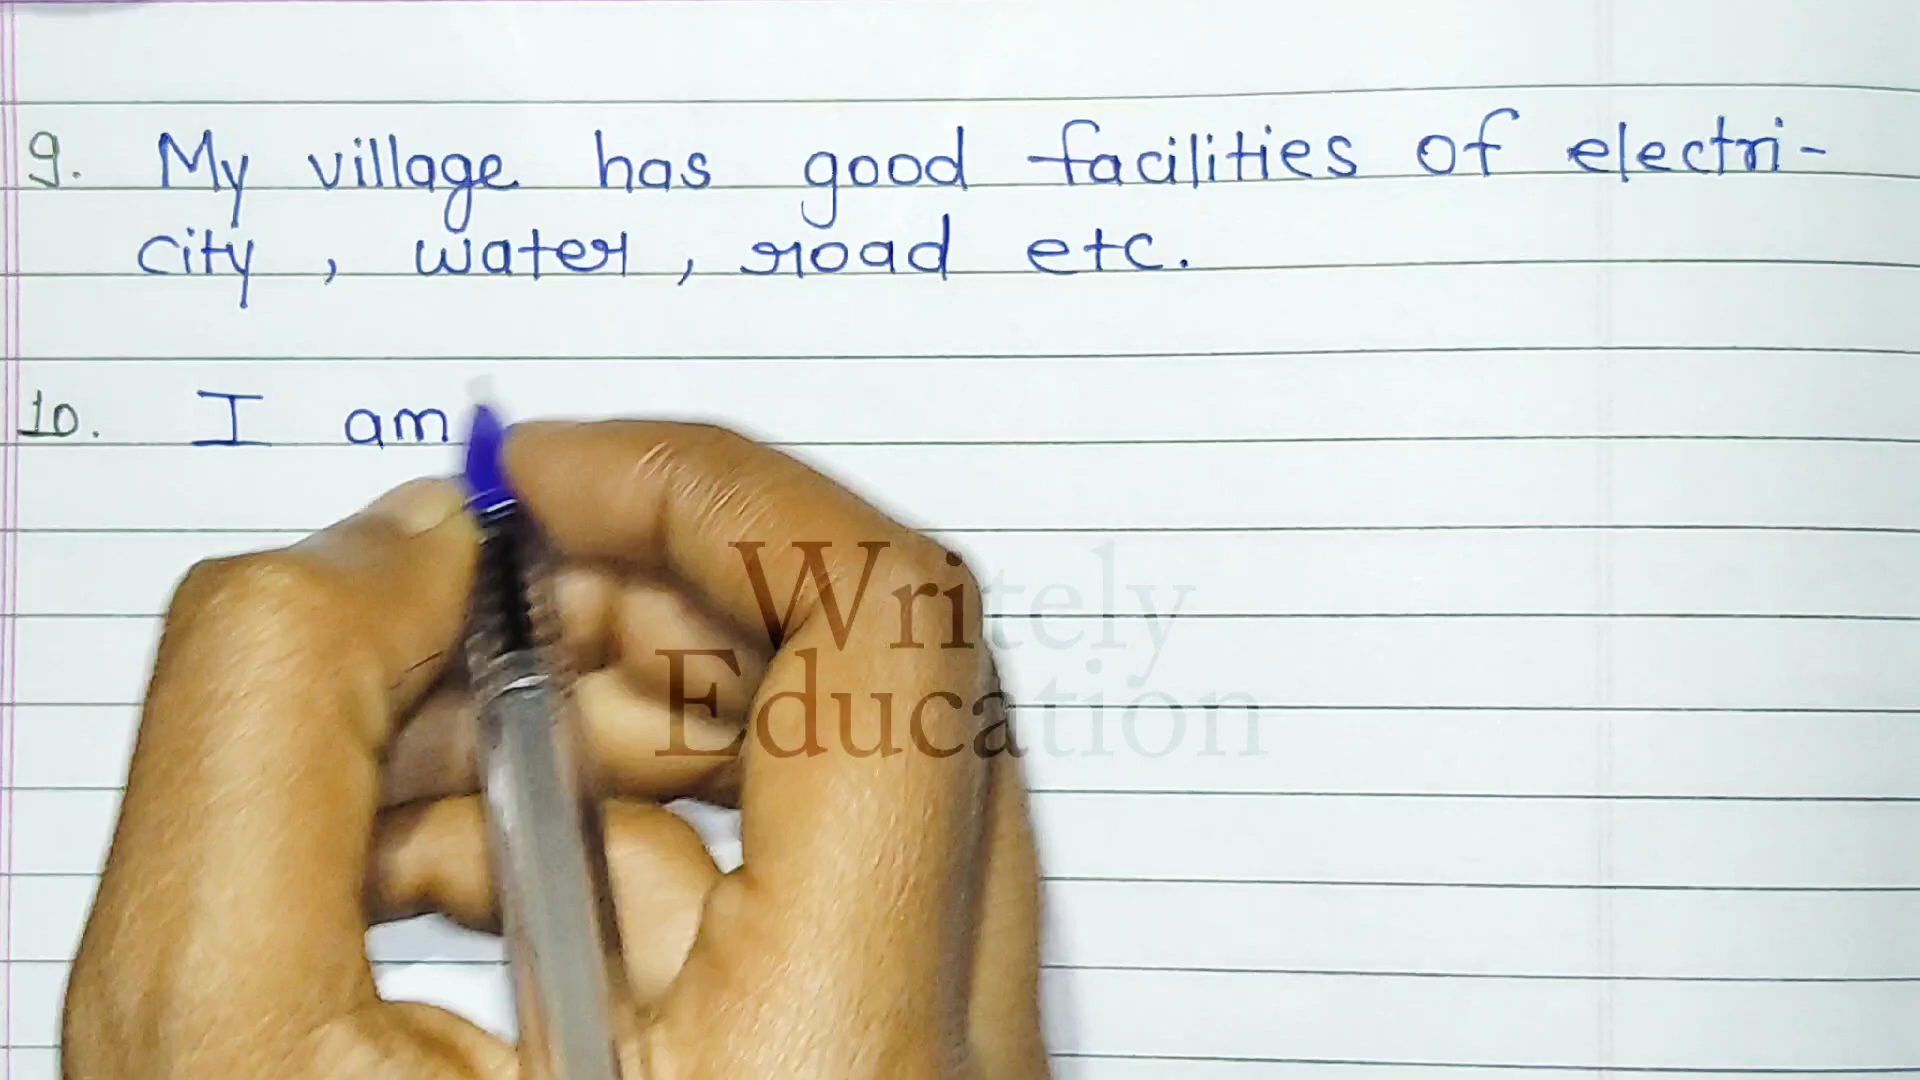 9. My village has good facilities of electri-
city, water, road etc.
10. I am
Writely
Education